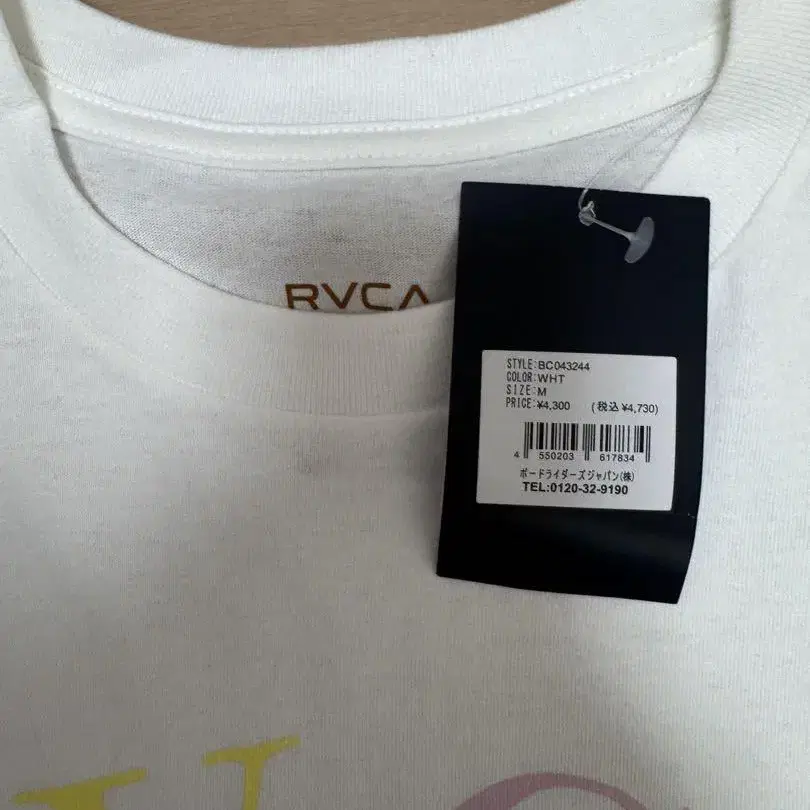 RVCA
STYLE:BC043244
COLOR:WHT
SIZE:M
PRICE:¥4,300 (税込 ¥4,730)
4 550203 617834
ボードライダーズジャパン(株)
TEL:0120-32-9190